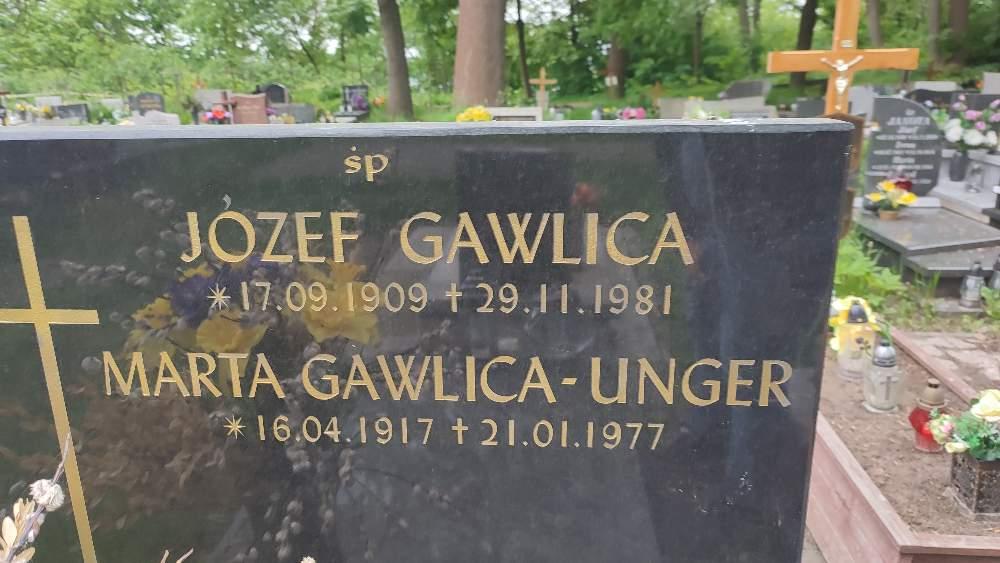 śp
JÓZEF GAWLICA
* 17.09.1909 ✝ 29.11.1981
MARTA GAWLICA-UNGER
* 16.04.1917 ✝ 21.01.1977